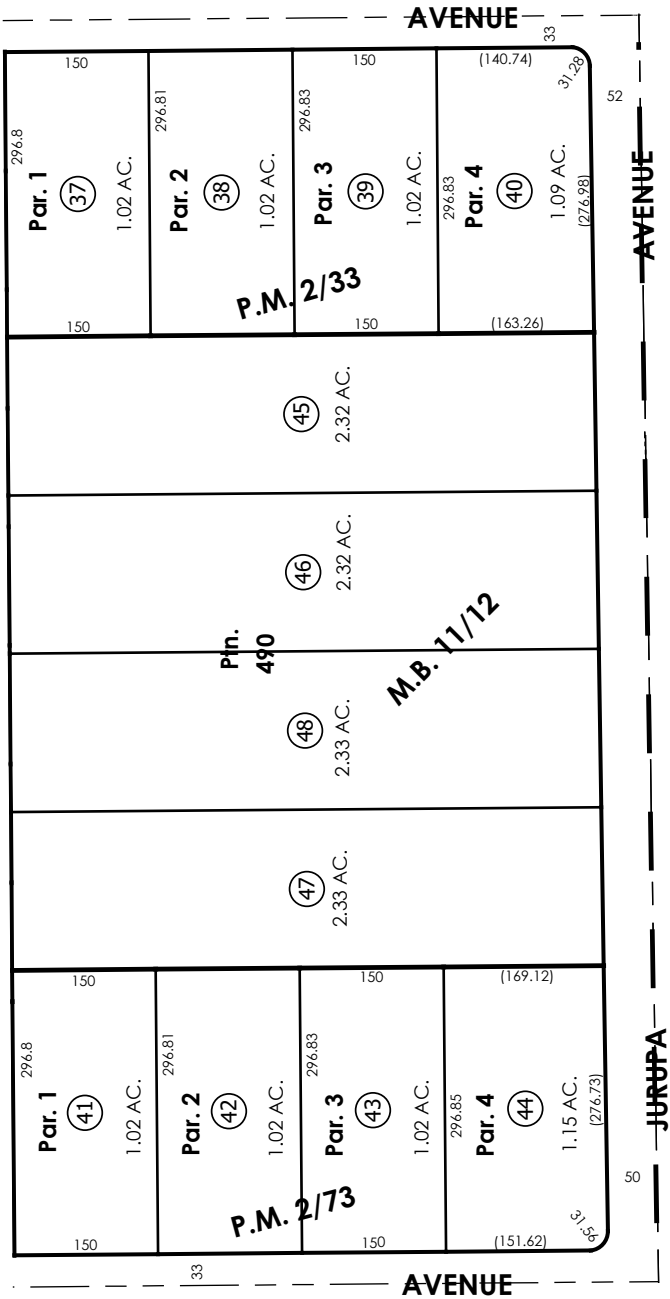 AVENUE
33
150
150
(140.74)
31.28
52
296.8
Par. 1
37
1.02 AC.
296.81
Par. 2
38
1.02 AC.
296.83
Par. 3
39
1.02 AC.
296.83
Par. 4
40
1.09 AC.
(276.98)
AVENUE
P.M. 2/33
150
150
(163.26)
45
2.32 AC.
46
2.32 AC.
Ptn.
490
M.B. 11/12
48
2.33 AC.
47
2.33 AC.
150
150
(169.12)
296.8
Par. 1
41
1.02 AC.
296.81
Par. 2
42
1.02 AC.
296.83
Par. 3
43
1.02 AC.
296.85
Par. 4
44
1.15 AC.
(276.73)
JURUPA
P.M. 2/73
50
31.56
150
150
(151.62)
33
AVENUE